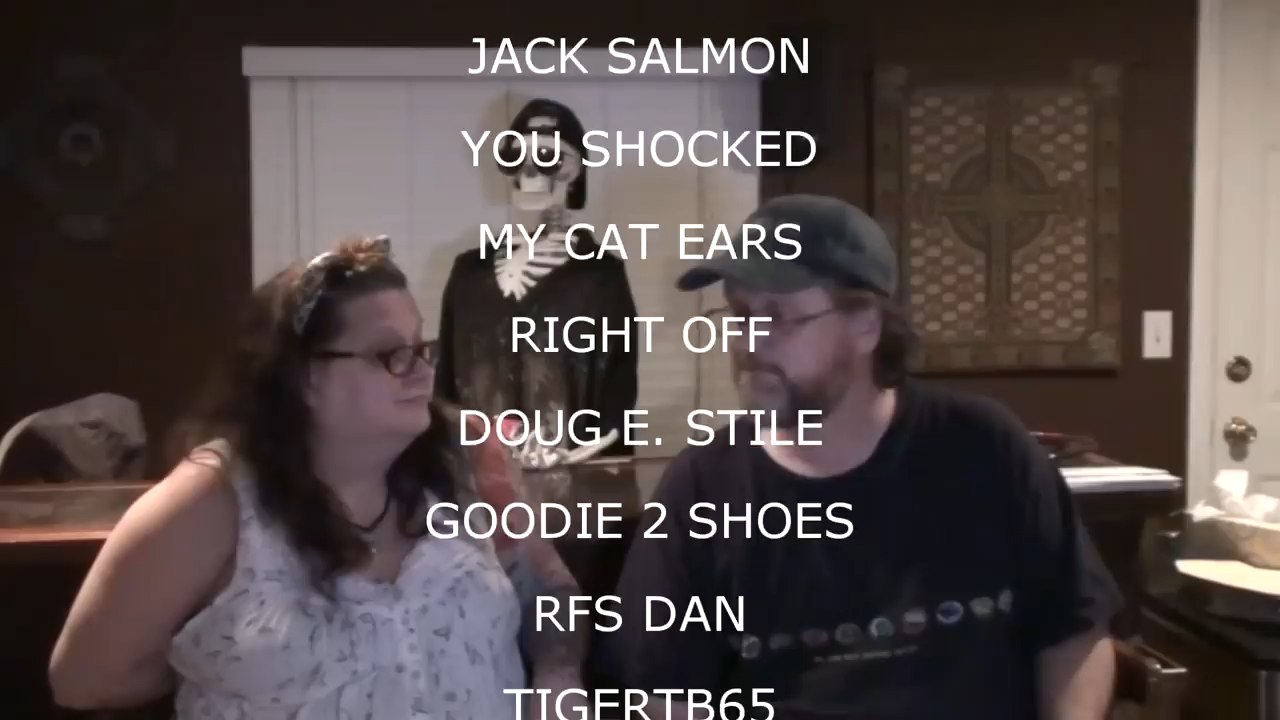 JACK SALMON
YOU SHOCKED
MY CAT EARS
RIGHT OFF
DOUG E. STILE
GOODIE 2 SHOES
RFS DAN
TIGERTB65